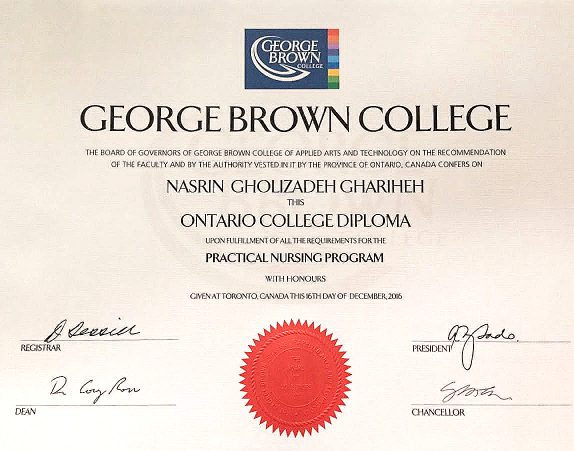 GEORGE
BROWN
COLLEGE
GEORGE BROWN COLLEGE
THE BOARD OF GOVERNORS OF GEORGE BROWN COLLEGE OF APPLIED ARTS AND TECHNOLOGY ON THE RECOMMENDATION
OF THE FACULTY AND BY THE AUTHORITY VESTED IN IT BY THE PROVINCE OF ONTARIO, CANADA CONFERS ON
NASRIN GHOLIZADEH GHARIHEH
THIS
ONTARIO COLLEGE DIPLOMA
UPON FULFILLMENT OF ALL THE REQUIREMENTS FOR THE
PRACTICAL NURSING PROGRAM
WITH HONOURS
GIVEN AT TORONTO, CANADA THIS 16TH DAY OF DECEMBER, 2016
REGISTRAR
PRESIDENT
DEAN
CHANCELLOR